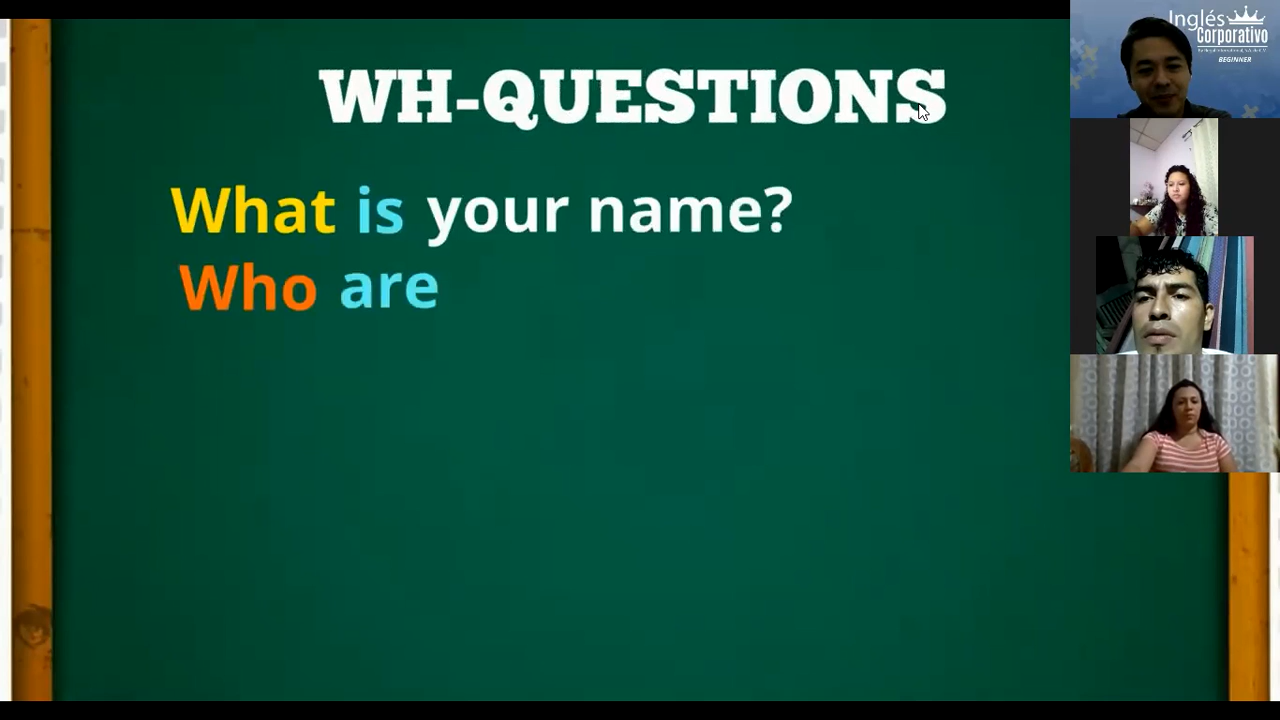 WH-QUESTIONS
What is your name?
Who are
Inglés
Corporativo
BEGINNER